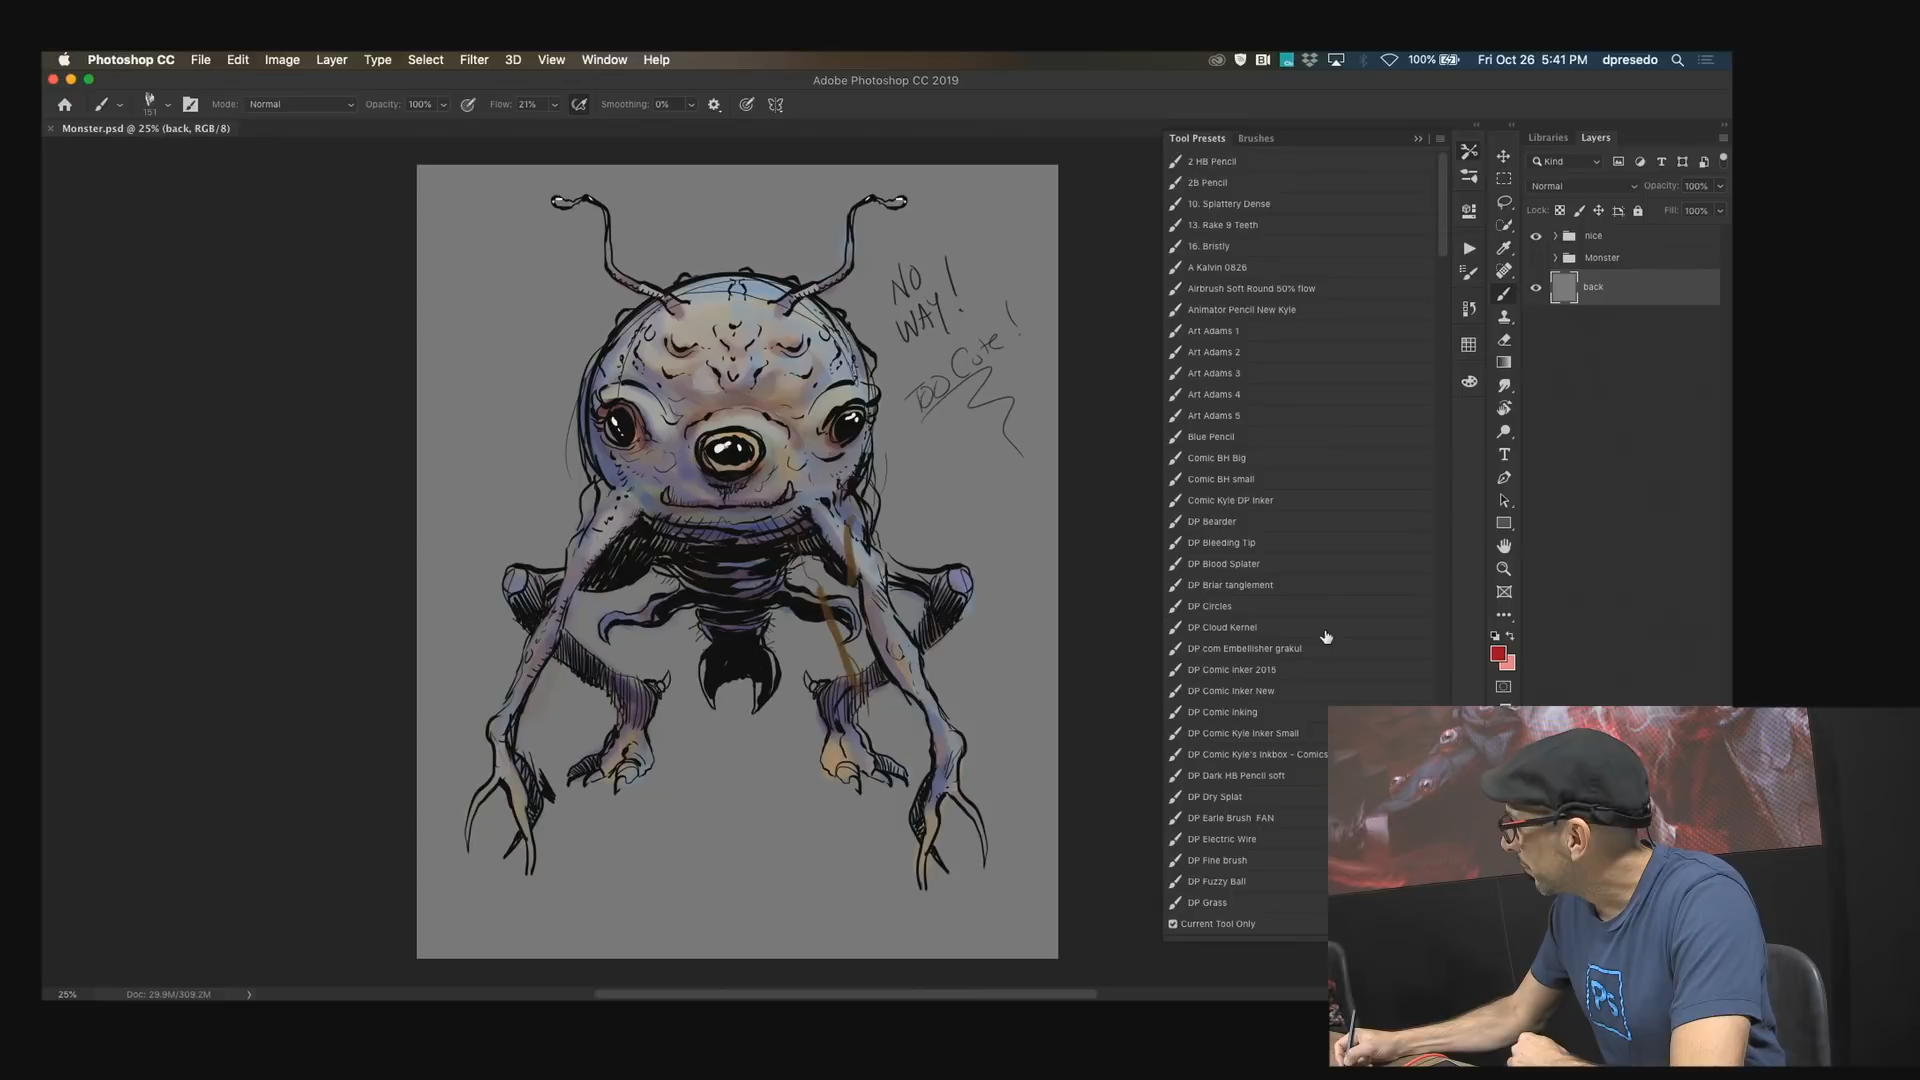 Photoshop CC File Edit Image Layer Type Select Filter 3D View Window Help 100% Fri Oct 26 5:41 PM dpresedo
Adobe Photoshop CC 2019
151 Mode: Normal Opacity: 100% Flow: 21% Smoothing: 0%
Monster.psd @ 25% (back, RGB/8)
NO
WAY!
TOO Cute!
Tool Presets Brushes
2 HB Pencil
2B Pencil
10. Splattery Dense
13. Rake 9 Teeth
16. Bristly
A Kalvin 0826
Airbrush Soft Round 50% flow
Animator Pencil New Kyle
Art Adams 1
Art Adams 2
Art Adams 3
Art Adams 4
Art Adams 5
Blue Pencil
Comic BH Big
Comic BH small
Comic Kyle DP Inker
DP Bearder
DP Bleeding Tip
DP Blood Splater
DP Briar tanglement
DP Circles
DP Cloud Kernel
DP com Embellisher grakul
DP Comic inker 2015
DP Comic Inker New
DP Comic Inking
DP Comic Kyle Inker Small
DP Comic Kyle's Inkbox - Comics
DP Dark HB Pencil soft
DP Dry Splat
DP Earle Brush FAN
DP Electric Wire
DP Fine brush
DP Fuzzy Ball
DP Grass
Current Tool Only
Libraries Layers
Kind
Normal Opacity: 100%
Lock: Fill: 100%
nice
Monster
back
Ps
25% Doc: 29.9M/309.2M